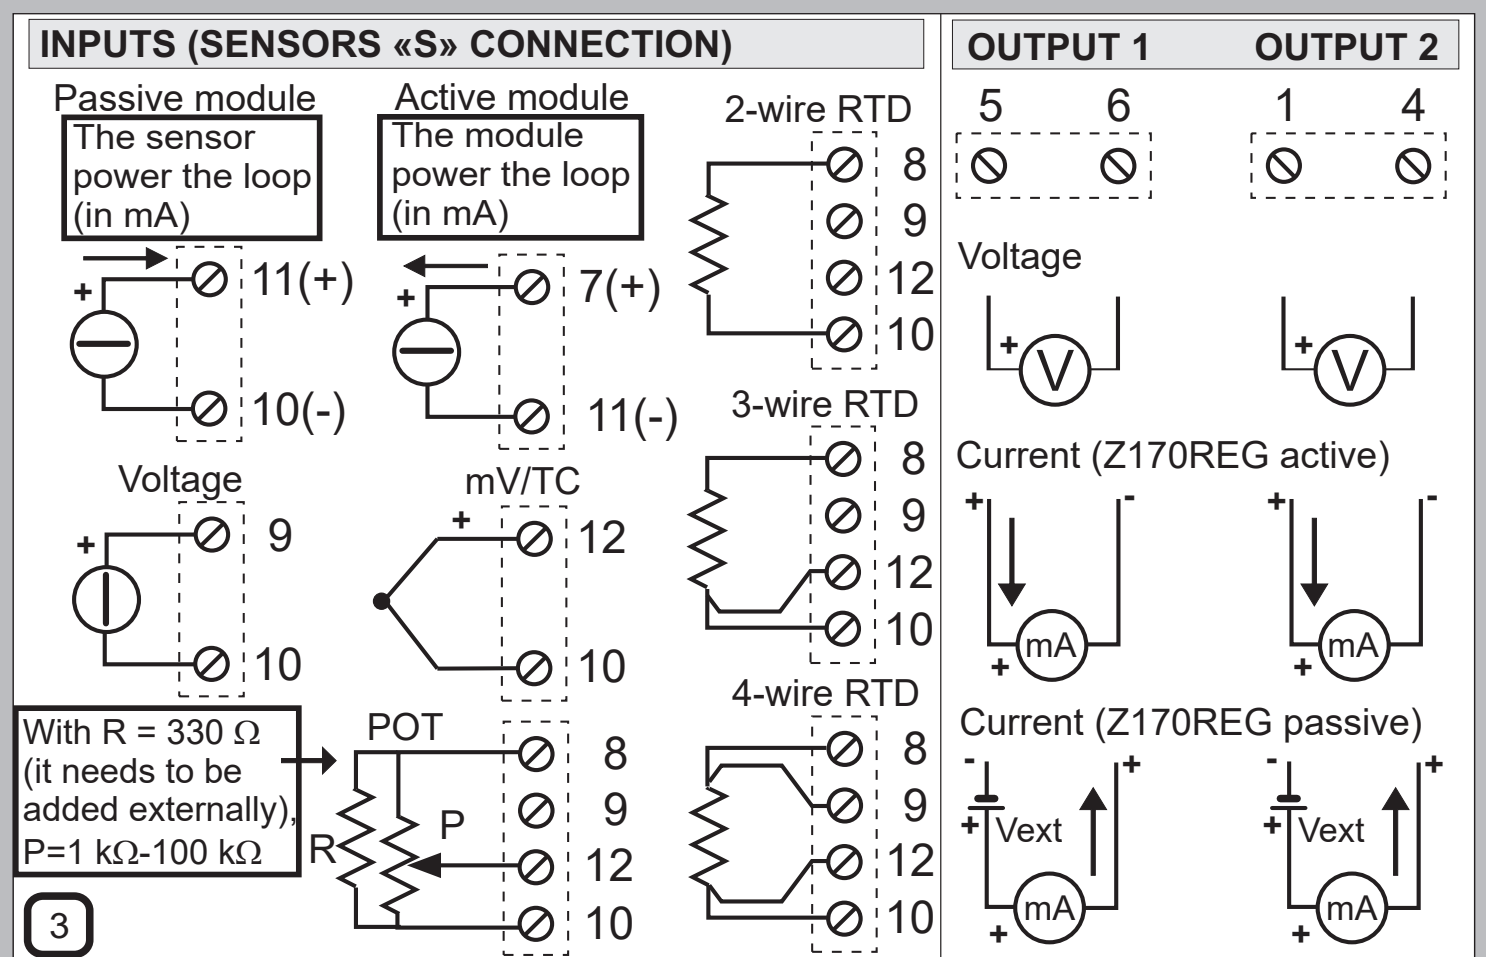 INPUTS (SENSORS «S» CONNECTION)
Passive module
The sensor
power the loop
(in mA)
+
11(+)
10(-)
Active module
The module
power the loop
(in mA)
+
7(+)
11(-)
2-wire RTD
8
9
12
10
Voltage
+
9
10
mV/TC
+
12
10
3-wire RTD
8
9
12
10
With R = 330 Ω
(it needs to be
added externally),
P=1 kΩ-100 kΩ
POT
R
P
8
9
12
10
4-wire RTD
8
9
12
10
3
OUTPUT 1 OUTPUT 2
5 6 1 4
Voltage
+ V + V
Current (Z170REG active)
+ - + -
mA mA
+ +
Current (Z170REG passive)
- + - +
+ Vext + Vext
mA mA
+ +